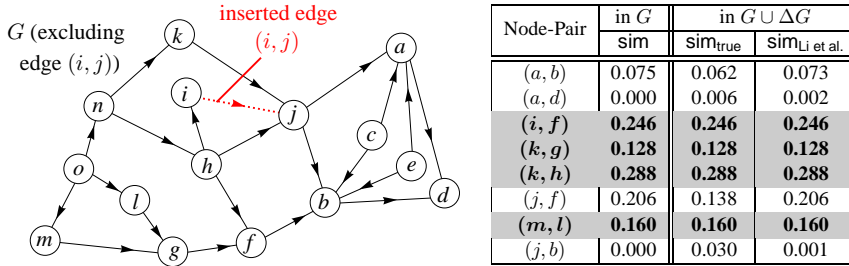 G (excluding
edge (i, j))
inserted edge
(i, j)
k
a
i
n
j
c
h
e
o
l
b
d
m
g
f
Node-Pair | in G | in G ∪ ΔG
sim | sim_true | sim_Li et al.
(a, b) | 0.075 | 0.062 | 0.073
(a, d) | 0.000 | 0.006 | 0.002
(i, f) | 0.246 | 0.246 | 0.246
(k, g) | 0.128 | 0.128 | 0.128
(k, h) | 0.288 | 0.288 | 0.288
(j, f) | 0.206 | 0.138 | 0.206
(m, l) | 0.160 | 0.160 | 0.160
(j, b) | 0.000 | 0.030 | 0.001